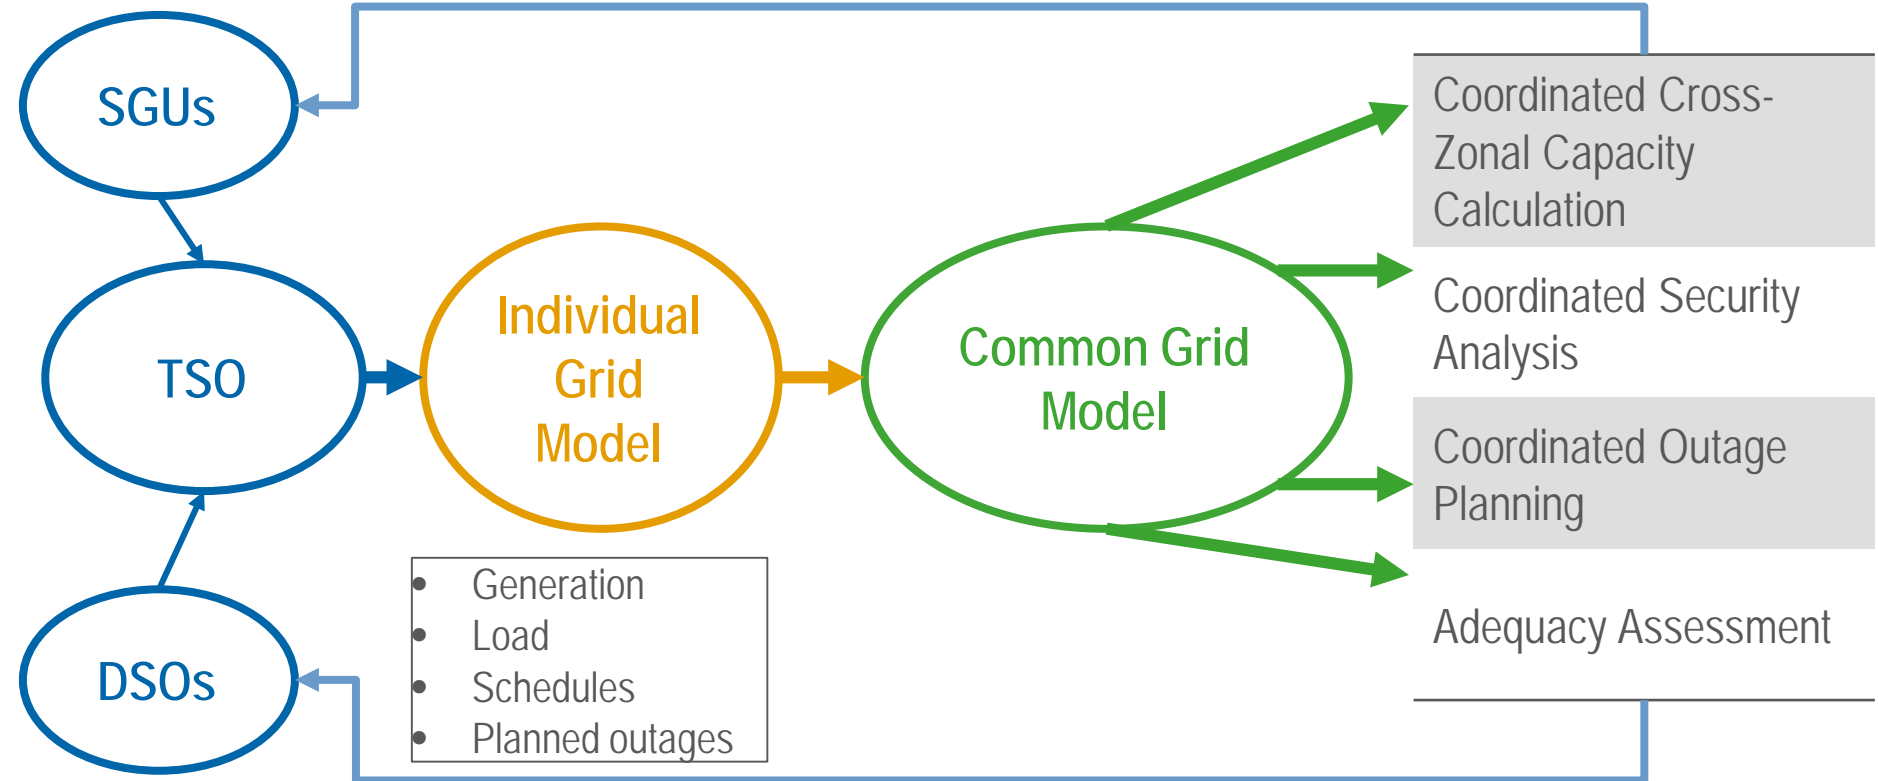 SGUs
TSO
DSOs
Individual
Grid
Model
• Generation
• Load
• Schedules
• Planned outages
Common Grid
Model
Coordinated Cross-
Zonal Capacity
Calculation
Coordinated Security
Analysis
Coordinated Outage
Planning
Adequacy Assessment